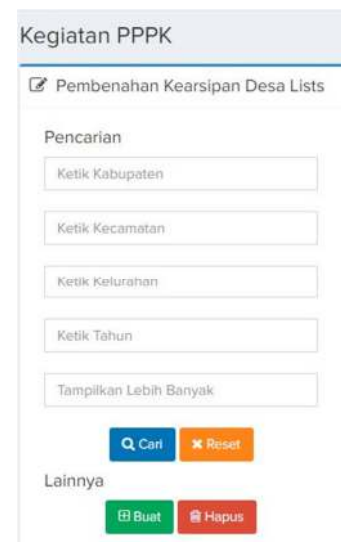 Kegiatan PPPK
Pembenahan Kearsipan Desa Lists
Pencarian
Ketik Kabupaten
Ketik Kecamatan
Ketik Kelurahan
Ketik Tahun
Tampilkan Lebih Banyak
Cari Reset
Lainnya
Buat Hapus